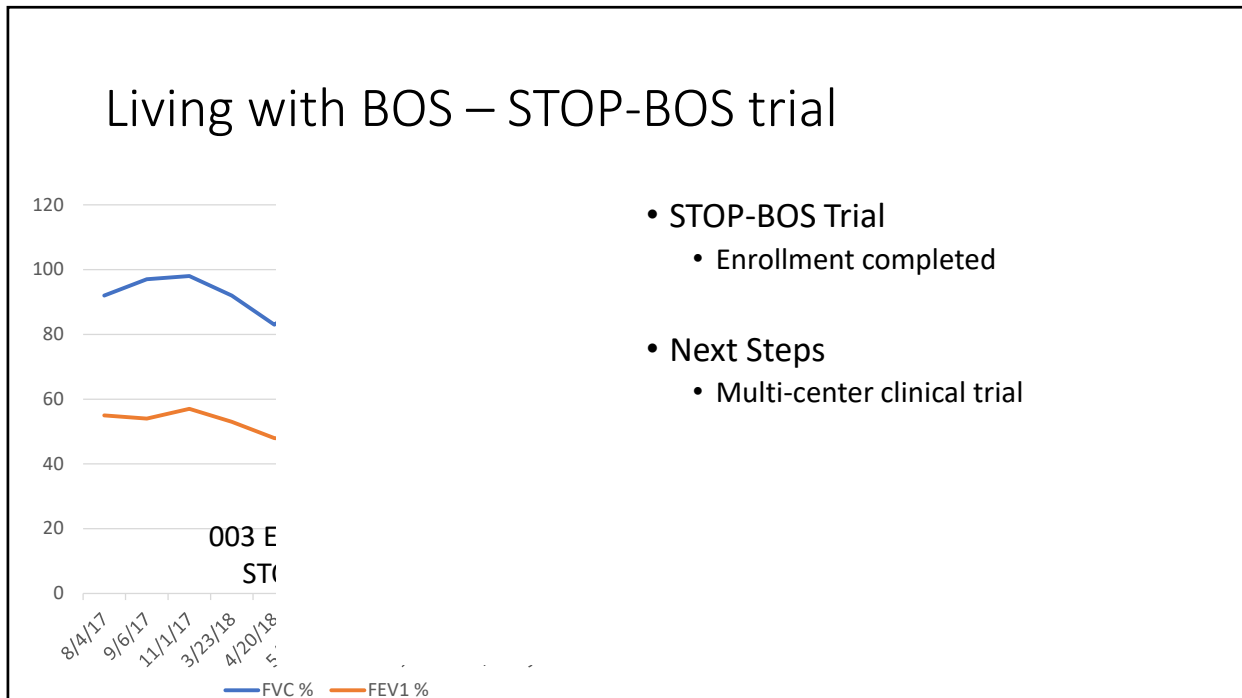 Living with BOS – STOP-BOS trial
120
100
80
60
40
20
0
003
8/4/17
9/6/17
11/1/17
3/23/18
4/20/18
FVC %
FEV1 %
• STOP-BOS Trial
• Enrollment completed
• Next Steps
• Multi-center clinical trial